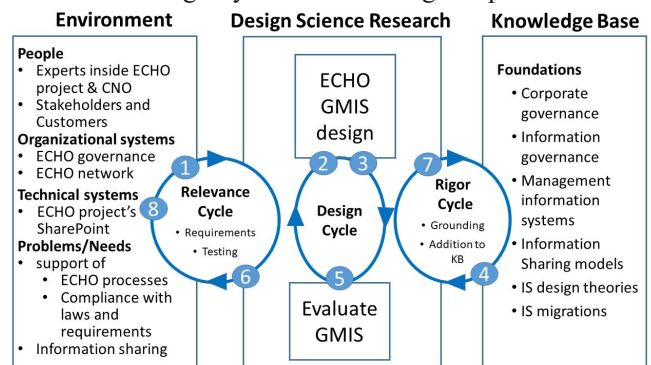 Environment
Design Science Research
Knowledge Base
People
• Experts inside ECHO
project & CNO
• Stakeholders and
Customers
Organizational systems
• ECHO governance
• ECHO network
Technical systems
• ECHO project's
SharePoint
Problems/Needs
• support of
• ECHO processes
• Compliance with
laws and
requirements
• Information sharing
1
8
6
Relevance
Cycle
• Requirements
• Testing
ECHO
GMIS
design
2
3
Design
Cycle
5
Evaluate
GMIS
7
Rigor
Cycle
• Grounding
• Addition to
KB
4
Foundations
• Corporate
governance
• Information
governance
• Management
information
systems
• Information
Sharing models
• IS design theories
• IS migrations